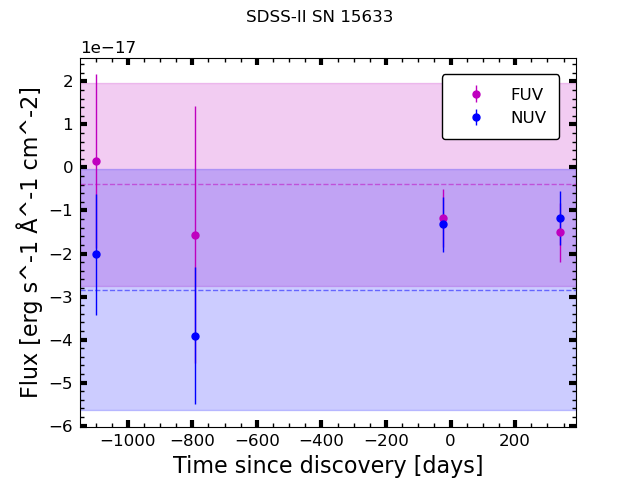 SDSS-II SN 15633
1e−17
FUV
NUV
2
1
0
−1
−2
−3
−4
−5
−6
Flux [erg s^-1 Å^-1 cm^-2]
−1000
−800
−600
−400
−200
0
200
Time since discovery [days]